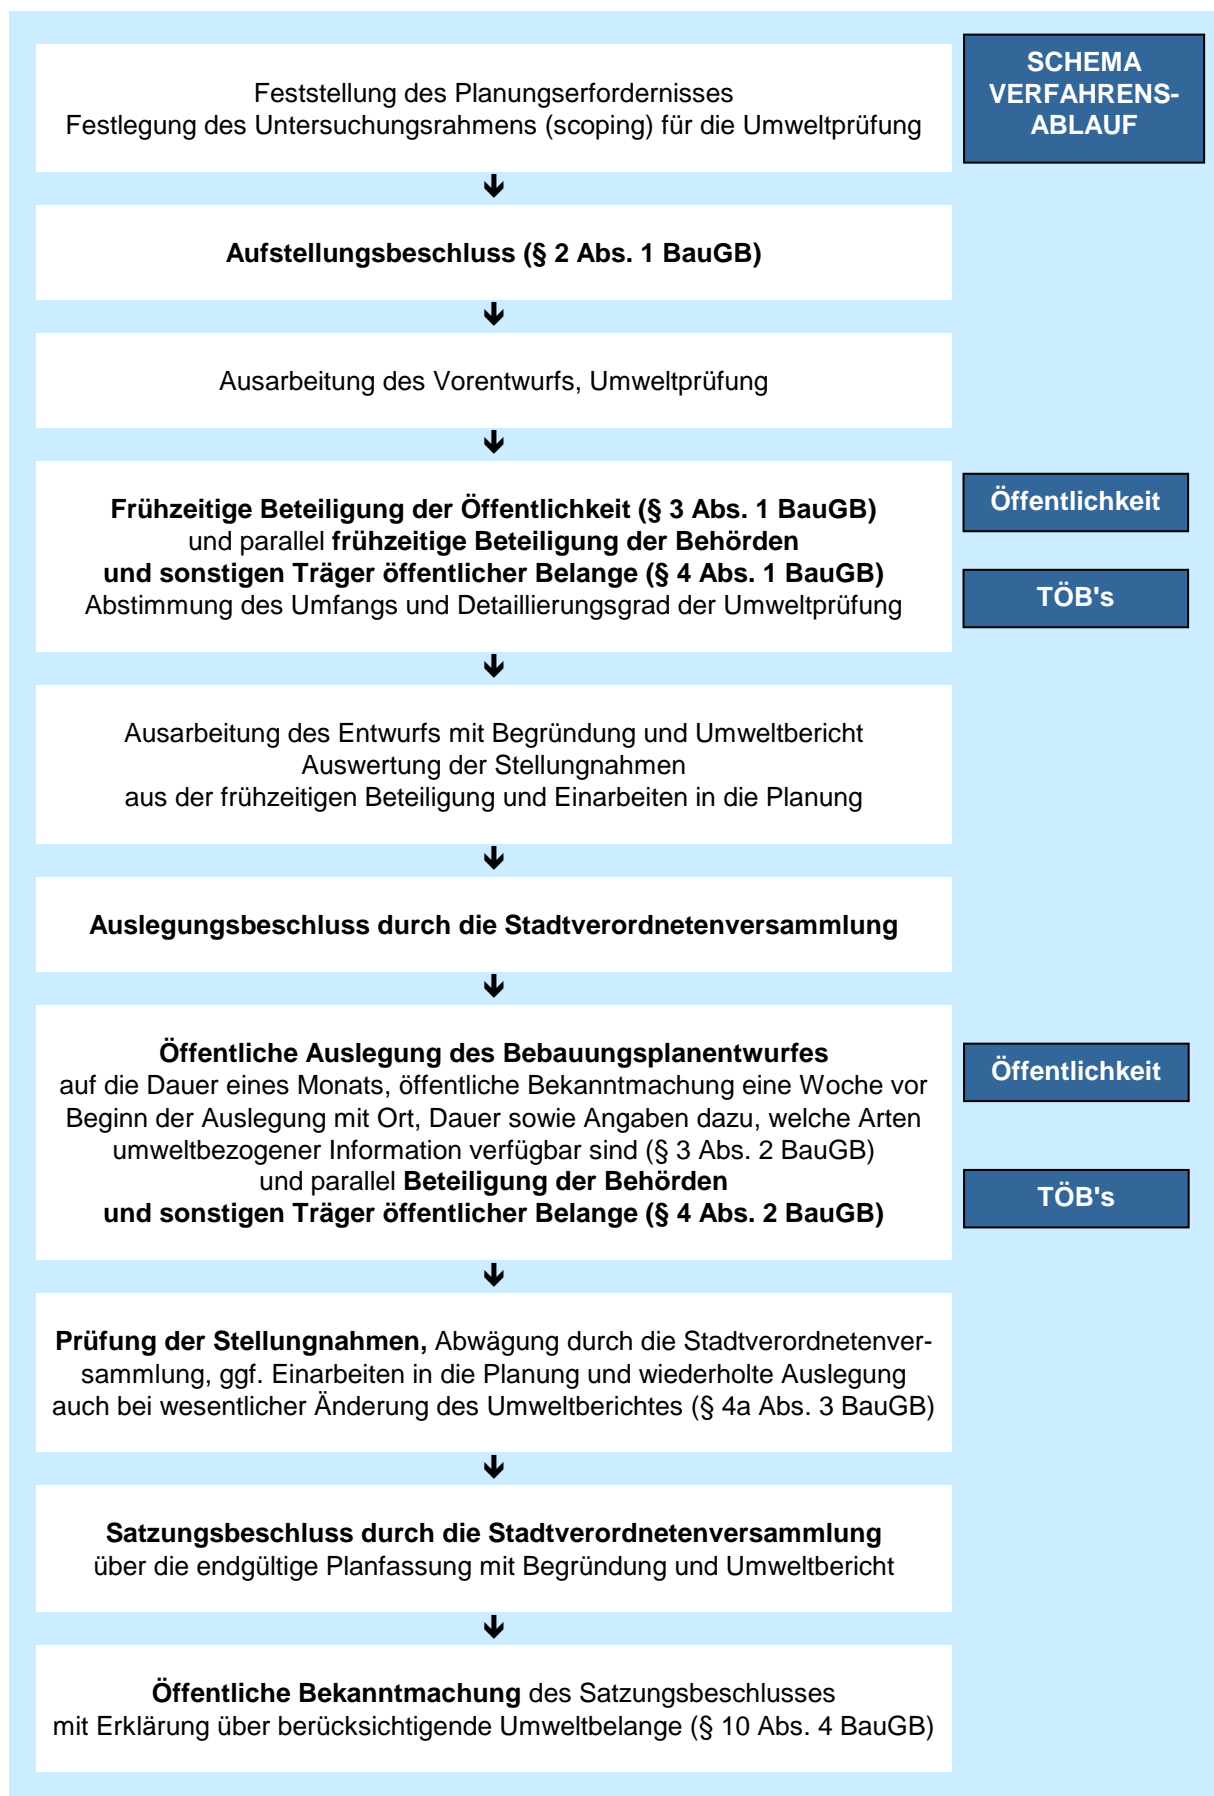 SCHEMA
VERFAHRENS-
ABLAUF
Feststellung des Planungserfordernisses
Festlegung des Untersuchungsrahmens (scoping) für die Umweltprüfung
Aufstellungsbeschluss (§ 2 Abs. 1 BauGB)
Ausarbeitung des Vorentwurfs, Umweltprüfung
Frühzeitige Beteiligung der Öffentlichkeit (§ 3 Abs. 1 BauGB)
und parallel frühzeitige Beteiligung der Behörden
und sonstigen Träger öffentlicher Belange (§ 4 Abs. 1 BauGB)
Abstimmung des Umfangs und Detaillierungsgrad der Umweltprüfung
Öffentlichkeit
TÖB's
Ausarbeitung des Entwurfs mit Begründung und Umweltbericht
Auswertung der Stellungnahmen
aus der frühzeitigen Beteiligung und Einarbeiten in die Planung
Auslegungsbeschluss durch die Stadtverordnetenversammlung
Öffentliche Auslegung des Bebauungsplanentwurfes
auf die Dauer eines Monats, öffentliche Bekanntmachung eine Woche vor
Beginn der Auslegung mit Ort, Dauer sowie Angaben dazu, welche Arten
umweltbezogener Information verfügbar sind (§ 3 Abs. 2 BauGB)
und parallel Beteiligung der Behörden
und sonstigen Träger öffentlicher Belange (§ 4 Abs. 2 BauGB)
Öffentlichkeit
TÖB's
Prüfung der Stellungnahmen, Abwägung durch die Stadtverordnetenver-
sammlung, ggf. Einarbeiten in die Planung und wiederholte Auslegung
auch bei wesentlicher Änderung des Umweltberichtes (§ 4a Abs. 3 BauGB)
Satzungsbeschluss durch die Stadtverordnetenversammlung
über die endgültige Planfassung mit Begründung und Umweltbericht
Öffentliche Bekanntmachung des Satzungsbeschlusses
mit Erklärung über berücksichtigende Umweltbelange (§ 10 Abs. 4 BauGB)